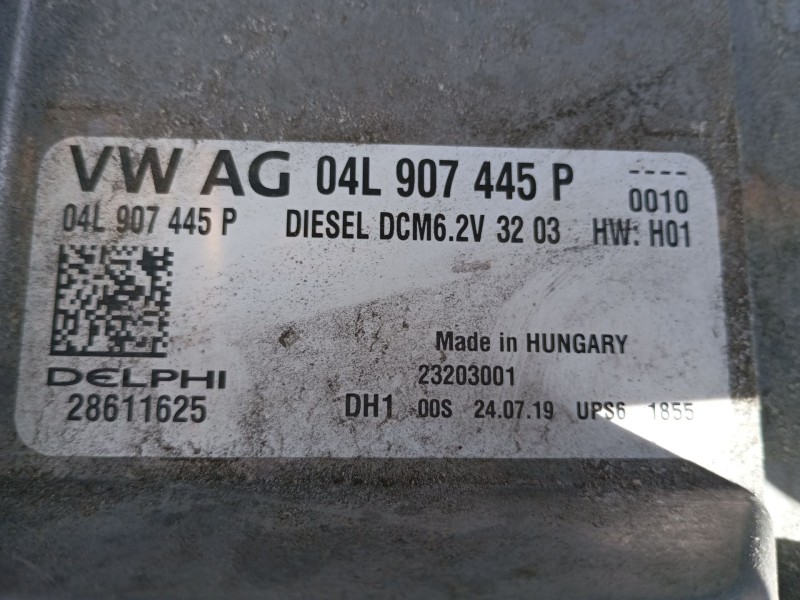 VW AG 04L 907 445 P ----
0010
04L 907 445 P DIESEL DCM6.2V 32 03 HW: H01
Made in HUNGARY
DELPHI 23203001
28611625 DH1 00S 24.07.19 UPS6 1855